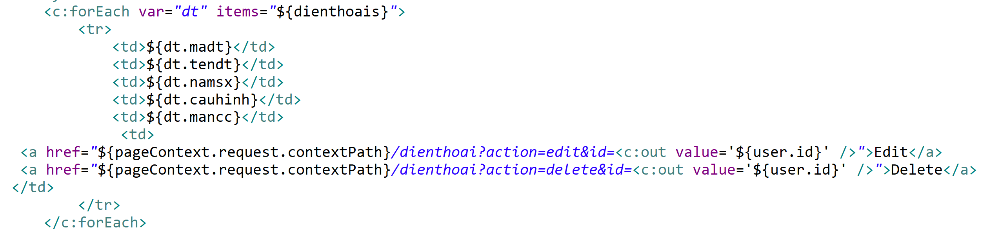 <c:forEach var="dt" items="${dienthoais}">
<tr>
<td>${dt.madt}</td>
<td>${dt.tendt}</td>
<td>${dt.namsx}</td>
<td>${dt.cauhinh}</td>
<td>${dt.mancc}</td>
<td>
<a href="${pageContext.request.contextPath}/dienthoai?action=edit&id=<c:out value='${user.id}' />">Edit</a>
<a href="${pageContext.request.contextPath}/dienthoai?action=delete&id=<c:out value='${user.id}' />">Delete</a>
</td>
</tr>
</c:forEach>